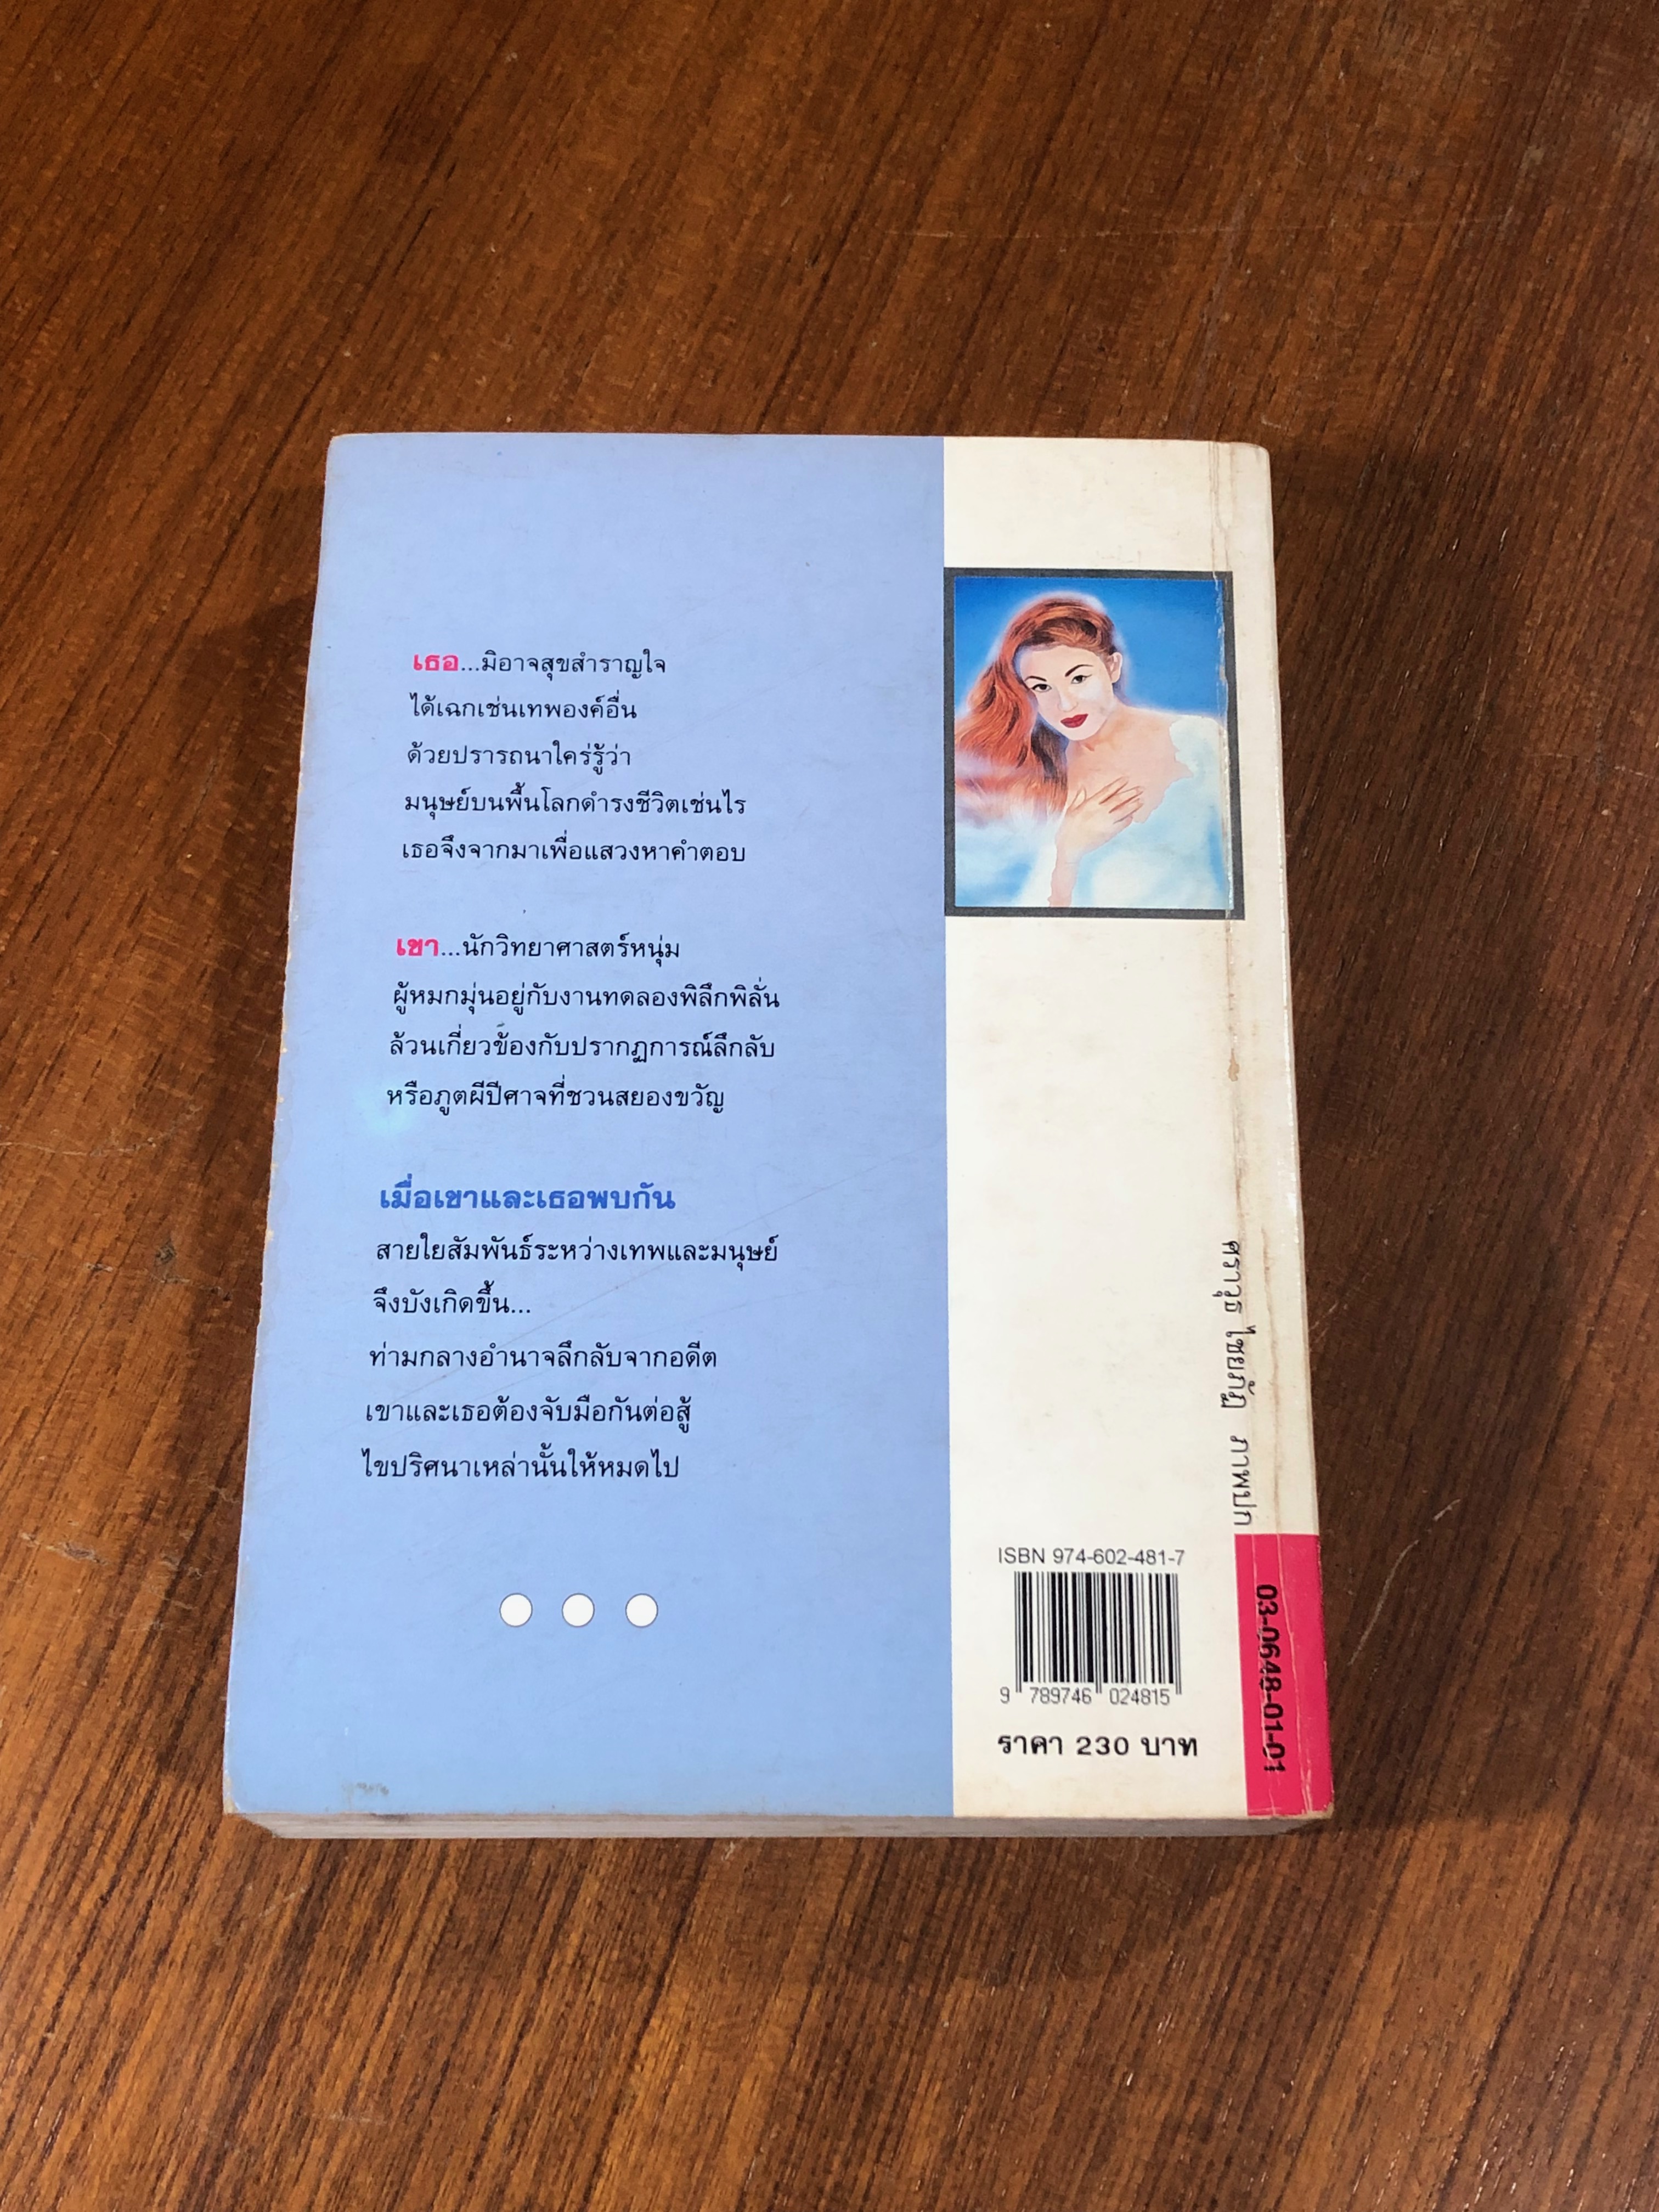 เธอ...มิอาจสุขสำราญใจ
ได้เฉกเช่นเทพองค์อื่น
ด้วยปรารถนาใคร่รู้ว่า
มนุษย์บนพื้นโลกดำรงชีวิตเช่นไร
เธอจึงจากมาเพื่อแสวงหาคำตอบ
เขา...นักวิทยาศาสตร์หนุ่ม
ผู้หมกมุ่นอยู่กับงานทดลองพิลึกพิลั่น
ล้วนเกี่ยวข้องกับปรากฏการณ์ลึกลับ
หรือภูตผีปีศาจที่ชวนสยองขวัญ
เมื่อเขาและเธอพบกัน
สายใยสัมพันธ์ระหว่างเทพและมนุษย์
จึงบังเกิดขึ้น...
ท่ามกลางอำนาจลึกลับจากอดีต
เขาและเธอต้องจับมือกันต่อสู้
ไขปริศนาเหล่านั้นให้หมดไป
ศราวุธ ไชยภัฏ ภาพปก
ISBN 974-602-481-7
9 789746 024815
ราคา 230 บาท
03-0648-01-01